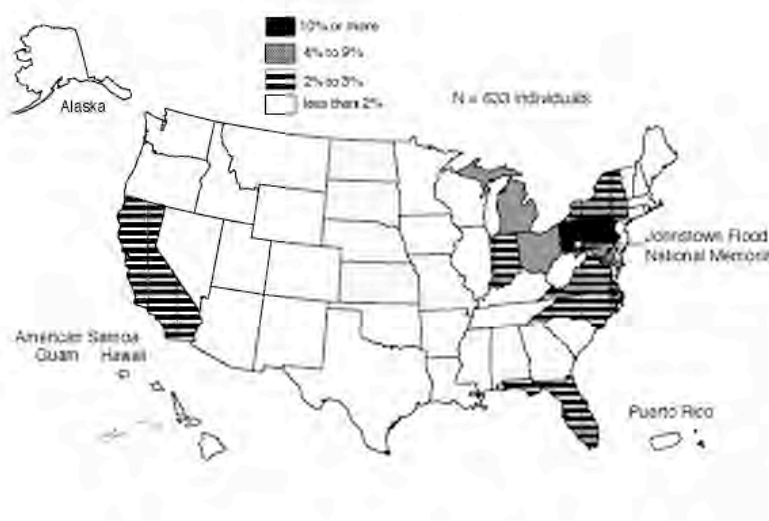 10% or more
4% to 9%
2% to 3%
less than 2%
N = 633 individuals
Alaska
Johnstown Flood
National Memoria
American Samoa
Guam Hawaii
Puerto Rico